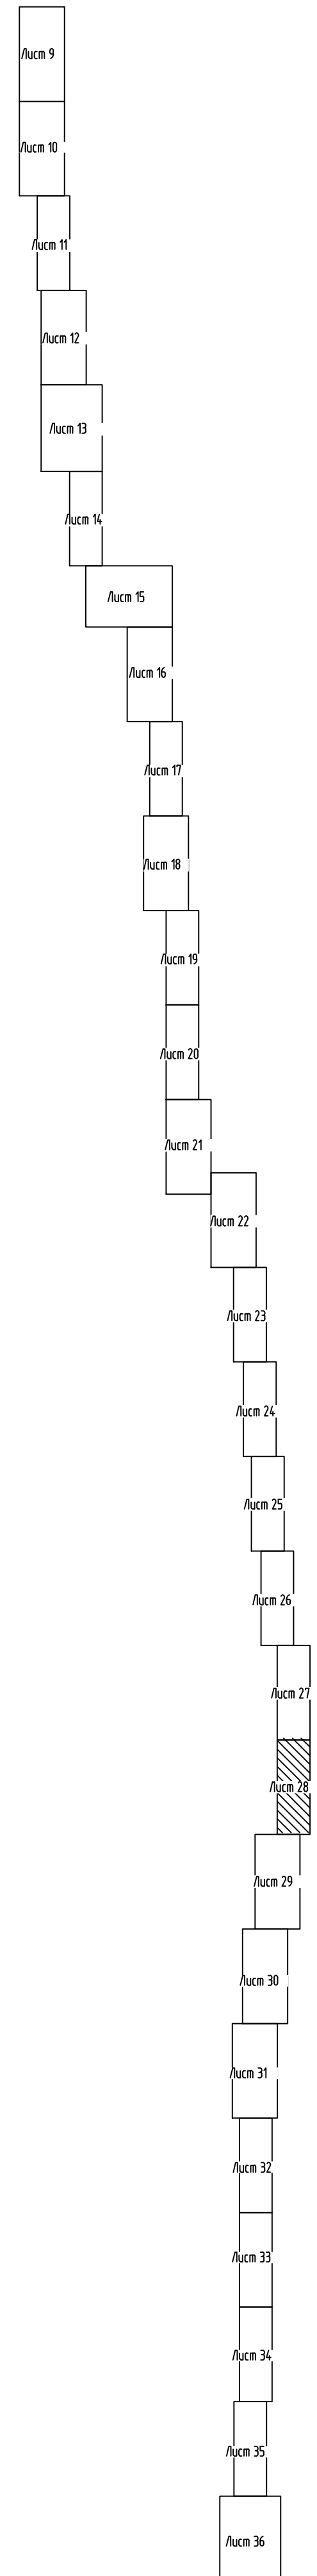 Лист 9
Лист 10
Лист 11
Лист 12
Лист 13
Лист 14
Лист 15
Лист 16
Лист 17
Лист 18
Лист 19
Лист 20
Лист 21
Лист 22
Лист 23
Лист 24
Лист 25
Лист 26
Лист 27
Лист 28
Лист 29
Лист 30
Лист 31
Лист 32
Лист 33
Лист 34
Лист 35
Лист 36